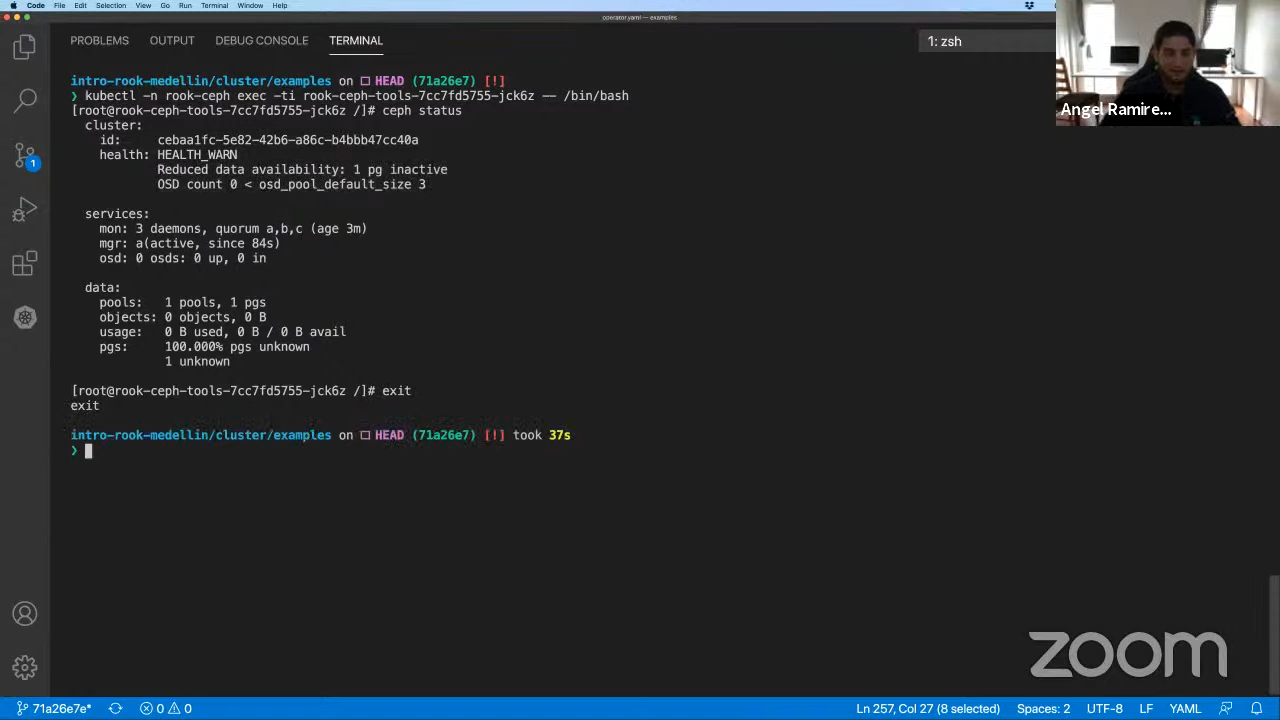 Code File Edit Selection View Go Run Terminal Window Help
operator.yaml — examples
PROBLEMS OUTPUT DEBUG CONSOLE TERMINAL
1: zsh
Angel Ramire...
intro-rook-medellin/cluster/examples on HEAD (71a26e7) [!]
❯ kubectl -n rook-ceph exec -ti rook-ceph-tools-7cc7fd5755-jck6z -- /bin/bash
[root@rook-ceph-tools-7cc7fd5755-jck6z /]# ceph status
cluster:
id: cebaa1fc-5e82-42b6-a86c-b4bbb47cc40a
health: HEALTH_WARN
Reduced data availability: 1 pg inactive
OSD count 0 < osd_pool_default_size 3
services:
mon: 3 daemons, quorum a,b,c (age 3m)
mgr: a(active, since 84s)
osd: 0 osds: 0 up, 0 in
data:
pools: 1 pools, 1 pgs
objects: 0 objects, 0 B
usage: 0 B used, 0 B / 0 B avail
pgs: 100.000% pgs unknown
1 unknown
[root@rook-ceph-tools-7cc7fd5755-jck6z /]# exit
exit
intro-rook-medellin/cluster/examples on HEAD (71a26e7) [!] took 37s
❯
1
zoom
71a26e7e* 0 0 Ln 257, Col 27 (8 selected) Spaces: 2 UTF-8 LF YAML